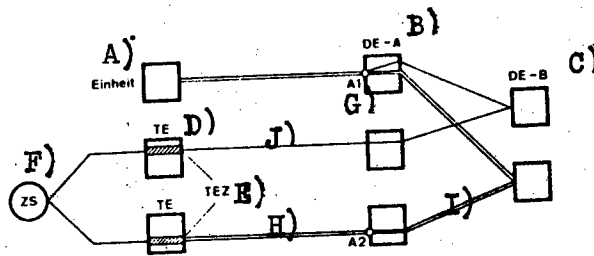 B)
DE-A
A)
C)
DE-B
Einheit
A1
G)
D)
TE
J)
F)
TEZ
E)
ZS
TE
H)
I)
A2